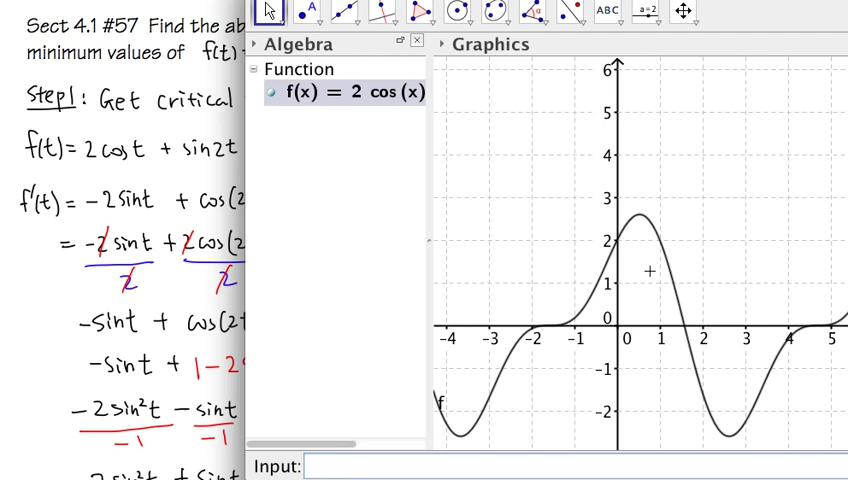 Sect 4.1 #57 Find the ab
minimum values of f(t)
Step1: Get critical
f(t) = 2cost + sin2t
f'(t) = -2sint + cos(2
= -2sint + 2cos(2
2 2
-sint + cos(2t
-sint + 1-2s
-2sin²t - sint
-1 -1
2sin²t + sint
ABC
a=2
Algebra
Graphics
Function
f(x) = 2 cos(x)
6
5
4
3
2
1
0
-4 -3 -2 -1 0 1 2 3 4 5
-1
-2
f
Input: